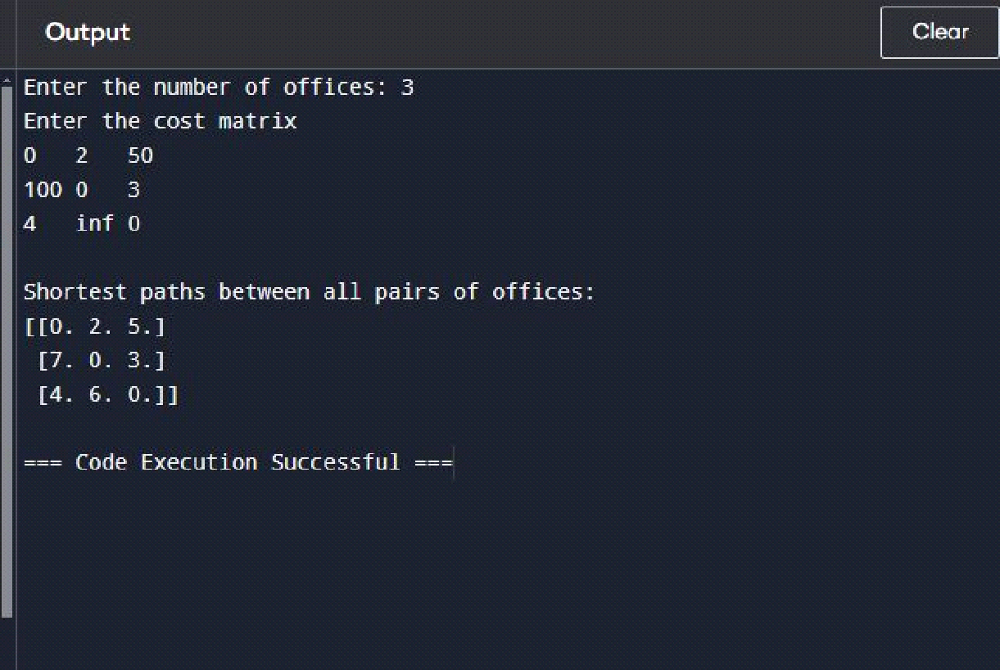 Output
Clear
Enter the number of offices: 3
Enter the cost matrix
0   2   50
100 0   3
4   inf 0

Shortest paths between all pairs of offices:
[[0. 2. 5.]
 [7. 0. 3.]
 [4. 6. 0.]]

=== Code Execution Successful ===